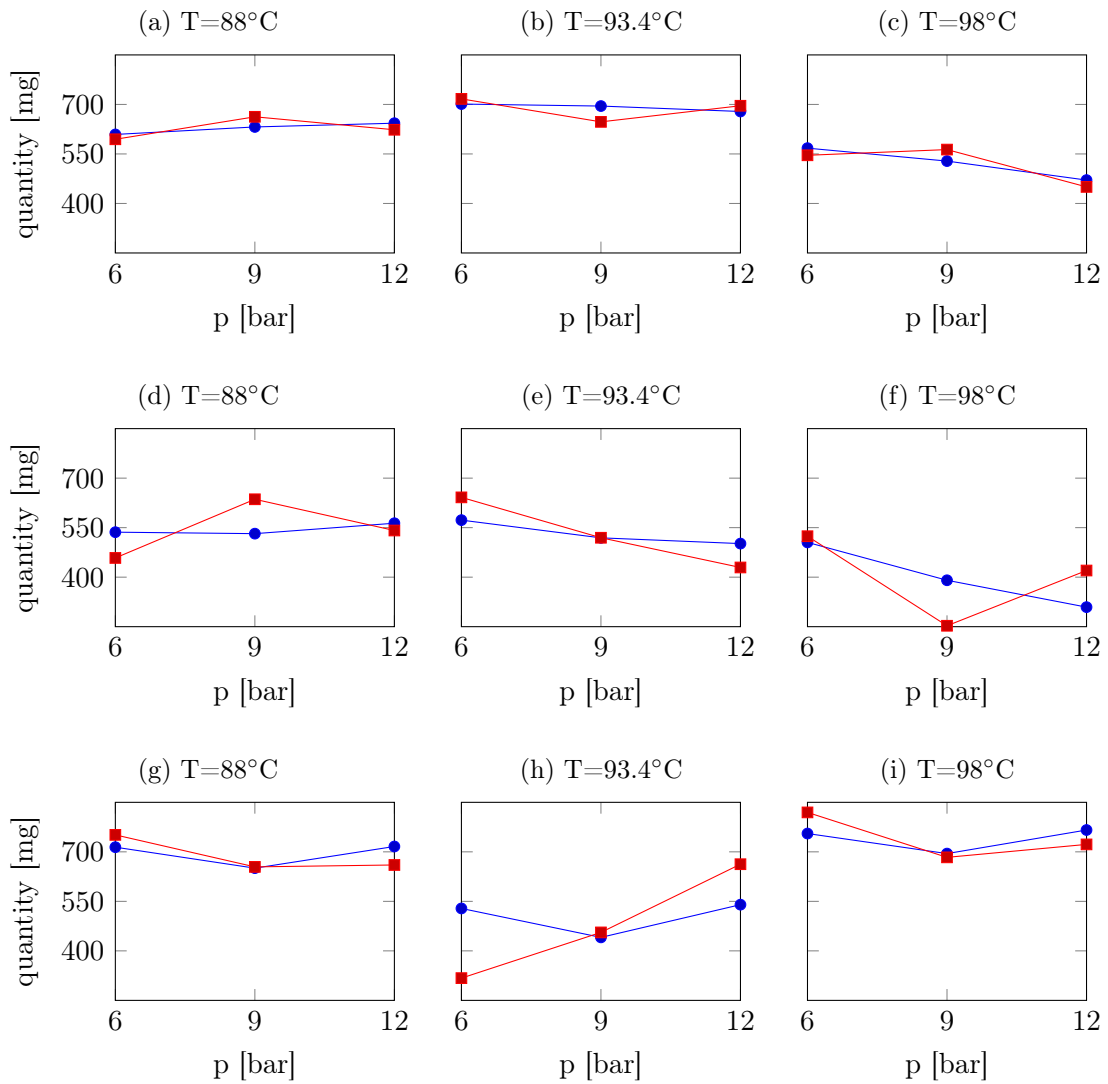 (a) T=88°C (b) T=93.4°C (c) T=98°C
quantity [mg]
700
550
400
6 9 12 6 9 12 6 9 12
p [bar] p [bar] p [bar]
(d) T=88°C (e) T=93.4°C (f) T=98°C
quantity [mg]
700
550
400
6 9 12 6 9 12 6 9 12
p [bar] p [bar] p [bar]
(g) T=88°C (h) T=93.4°C (i) T=98°C
quantity [mg]
700
550
400
6 9 12 6 9 12 6 9 12
p [bar] p [bar] p [bar]